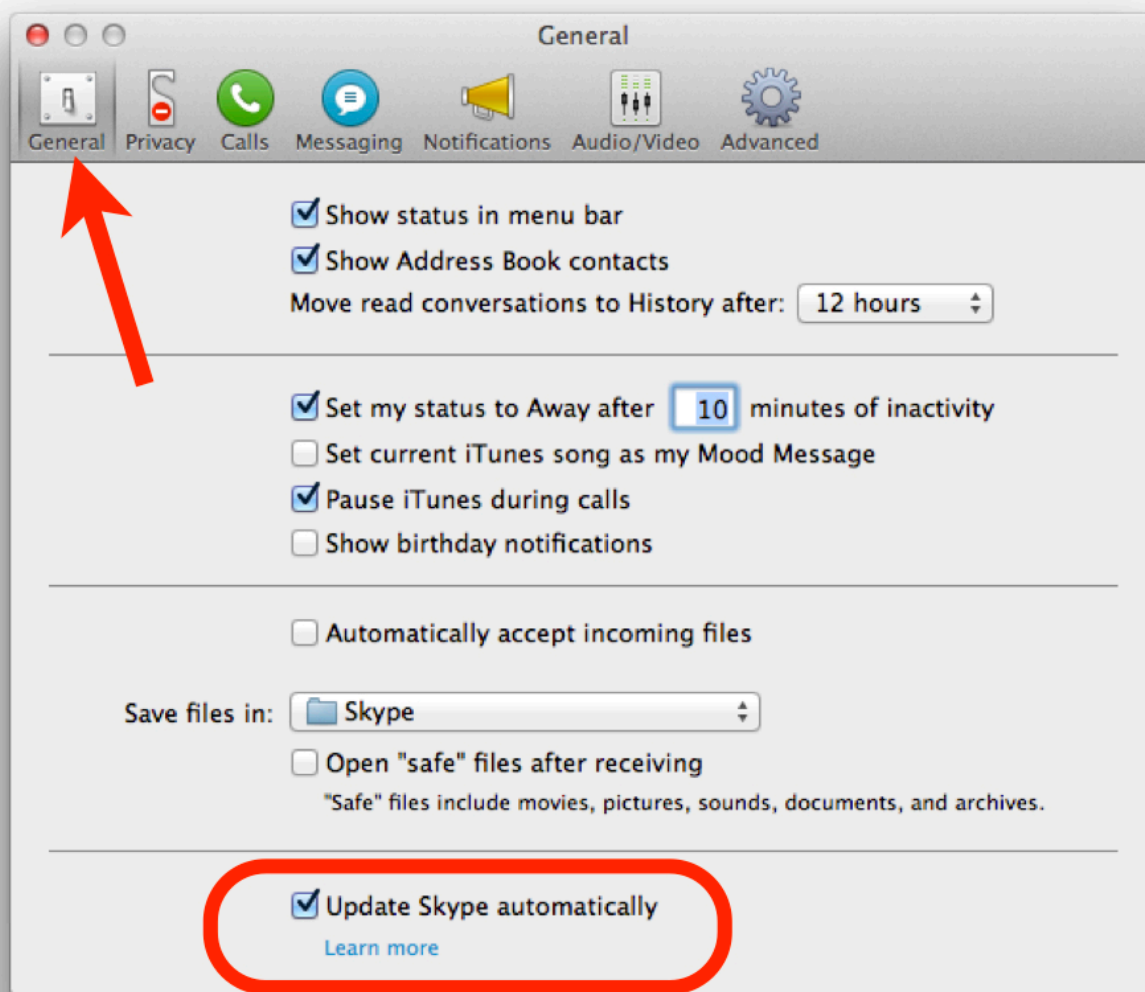 General
General Privacy Calls Messaging Notifications Audio/Video Advanced
Show status in menu bar
Show Address Book contacts
Move read conversations to History after: 12 hours
Set my status to Away after 10 minutes of inactivity
Set current iTunes song as my Mood Message
Pause iTunes during calls
Show birthday notifications
Automatically accept incoming files
Save files in: Skype
Open "safe" files after receiving
"Safe" files include movies, pictures, sounds, documents, and archives.
Update Skype automatically
Learn more